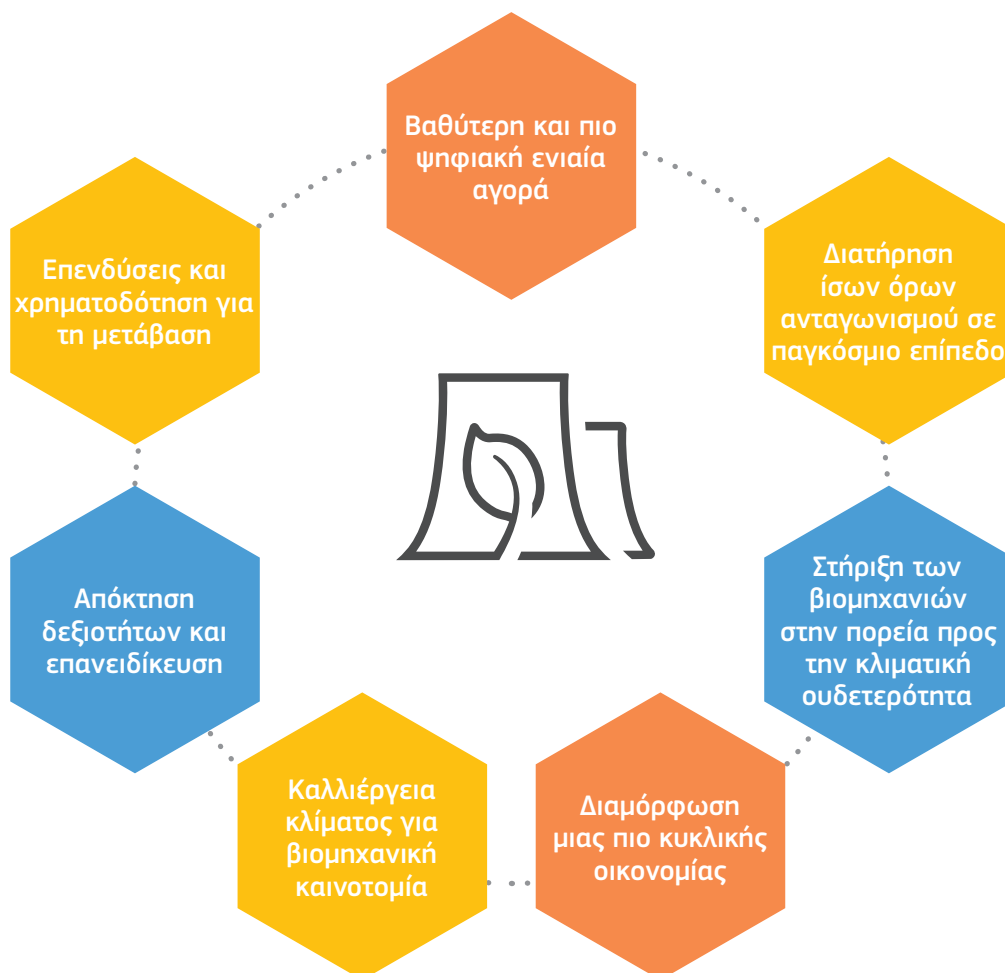 Βαθύτερη και πιο
ψηφιακή ενιαία
αγορά
Διατήρηση
ίσων όρων
ανταγωνισμού σε
παγκόσμιο επίπεδο
Στήριξη των
βιομηχανιών
στην πορεία προς
την κλιματική
ουδετερότητα
Διαμόρφωση
μιας πιο κυκλικής
οικονομίας
Καλλιέργεια
κλίματος για
βιομηχανική
καινοτομία
Απόκτηση
δεξιοτήτων και
επανειδίκευση
Επενδύσεις και
χρηματοδότηση για
τη μετάβαση